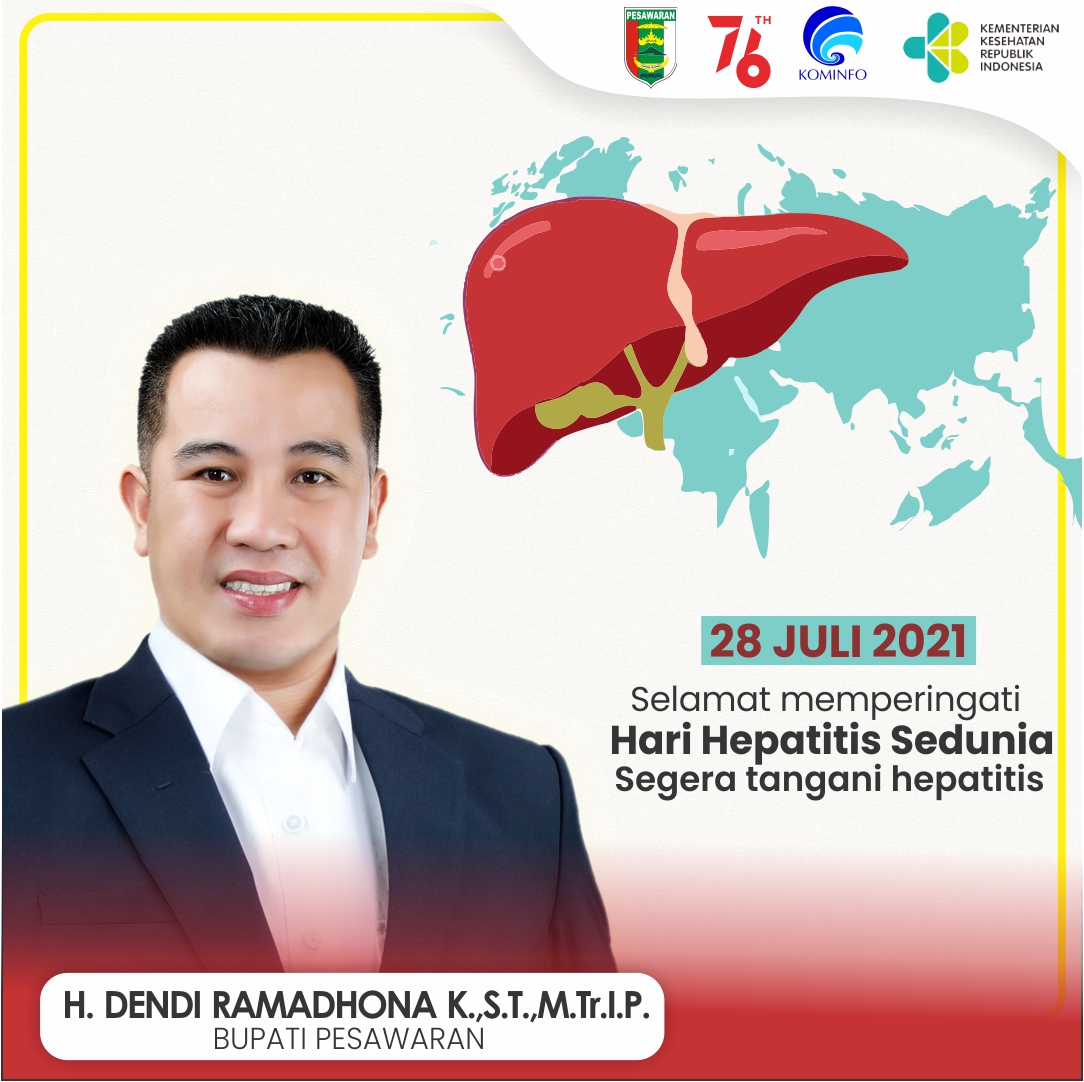 PESAWARAN
76TH
KOMINFO
KEMENTERIAN
KESEHATAN
REPUBLIK
INDONESIA
28 JULI 2021
Selamat memperingati
Hari Hepatitis Sedunia
Segera tangani hepatitis
H. DENDI RAMADHONA K.,S.T.,M.Tr.I.P.
BUPATI PESAWARAN